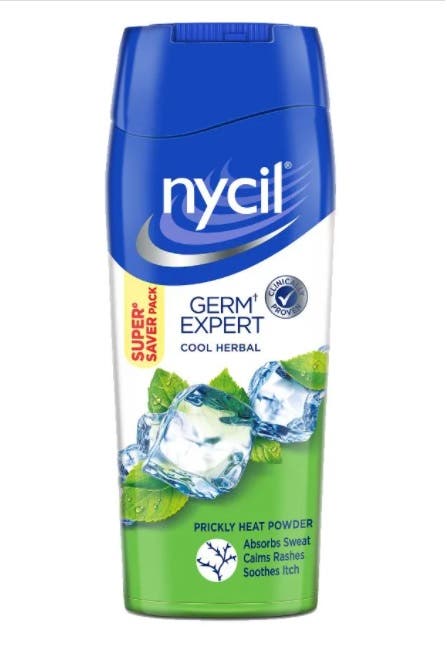 nycil®
SUPER°
SAVER PACK
GERM†
EXPERT
CLINICALLY
PROVEN
COOL HERBAL
PRICKLY HEAT POWDER
Absorbs Sweat
Calms Rashes
Soothes Itch